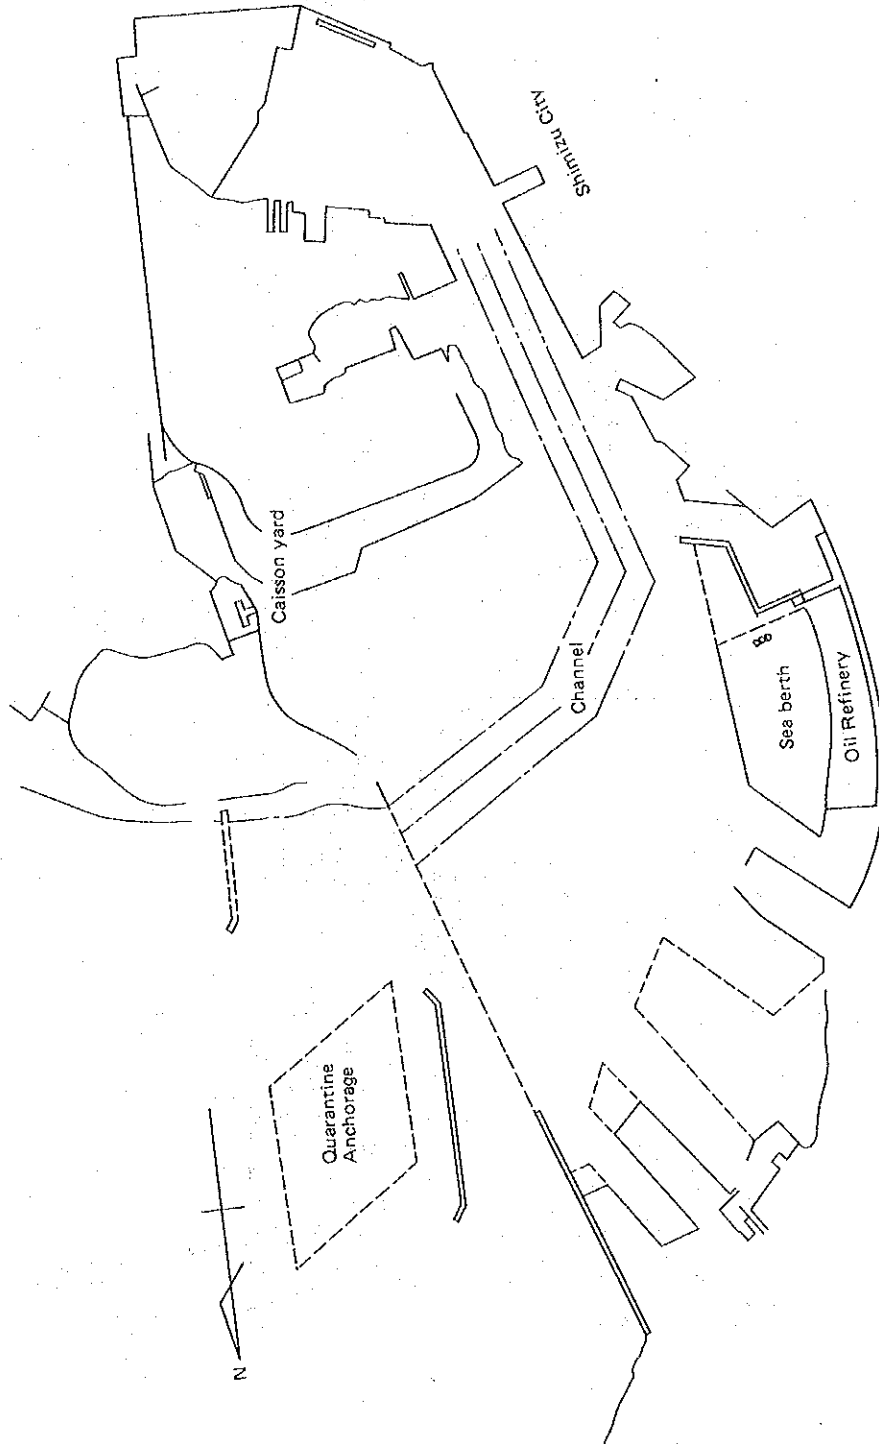 Shimizu City
Caisson yard
Channel
Sea berth
Oil Refinery
Quarantine
Anchorage
N